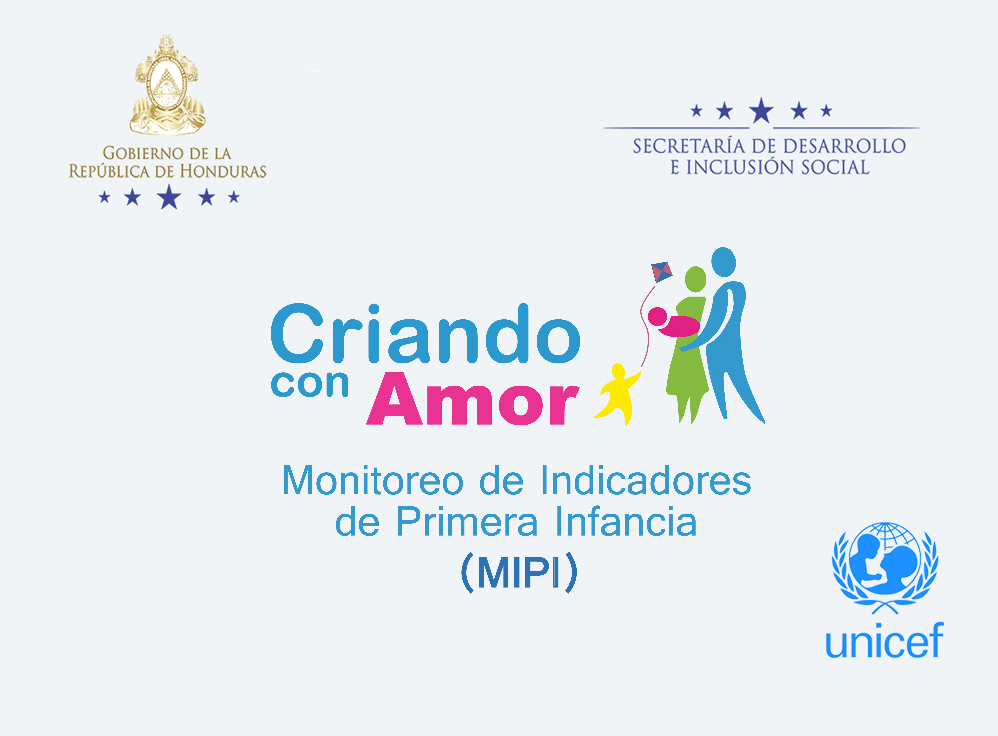 GOBIERNO DE LA
REPÚBLICA DE HONDURAS
SECRETARÍA DE DESARROLLO
E INCLUSIÓN SOCIAL
Criando
con Amor
Monitoreo de Indicadores
de Primera Infancia
(MIPI)
unicef